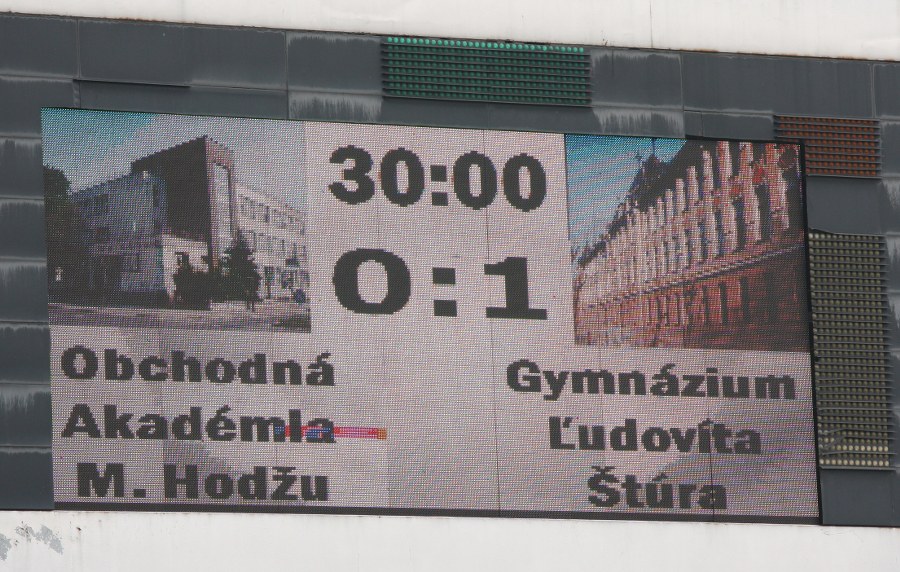 30:00
0:1
Obchodná
Akadémia
M. Hodžu
Gymnázium
Ľudovíta
Štúra